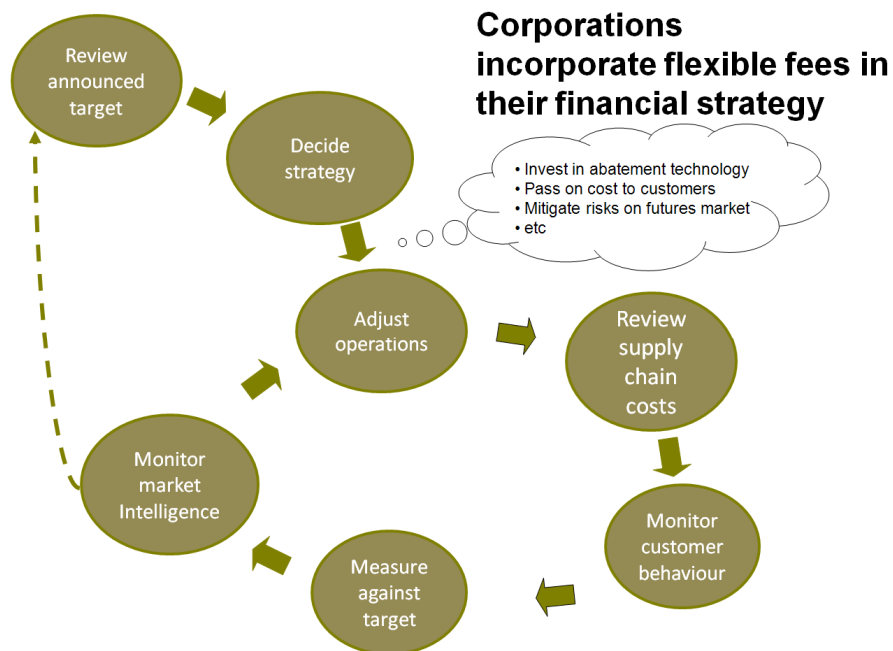 Corporations
incorporate flexible fees in
their financial strategy
Review
announced
target
Decide
strategy
• Invest in abatement technology
• Pass on cost to customers
• Mitigate risks on futures market
• etc
Adjust
operations
Review
supply
chain
costs
Monitor
customer
behaviour
Measure
against
target
Monitor
market
Intelligence